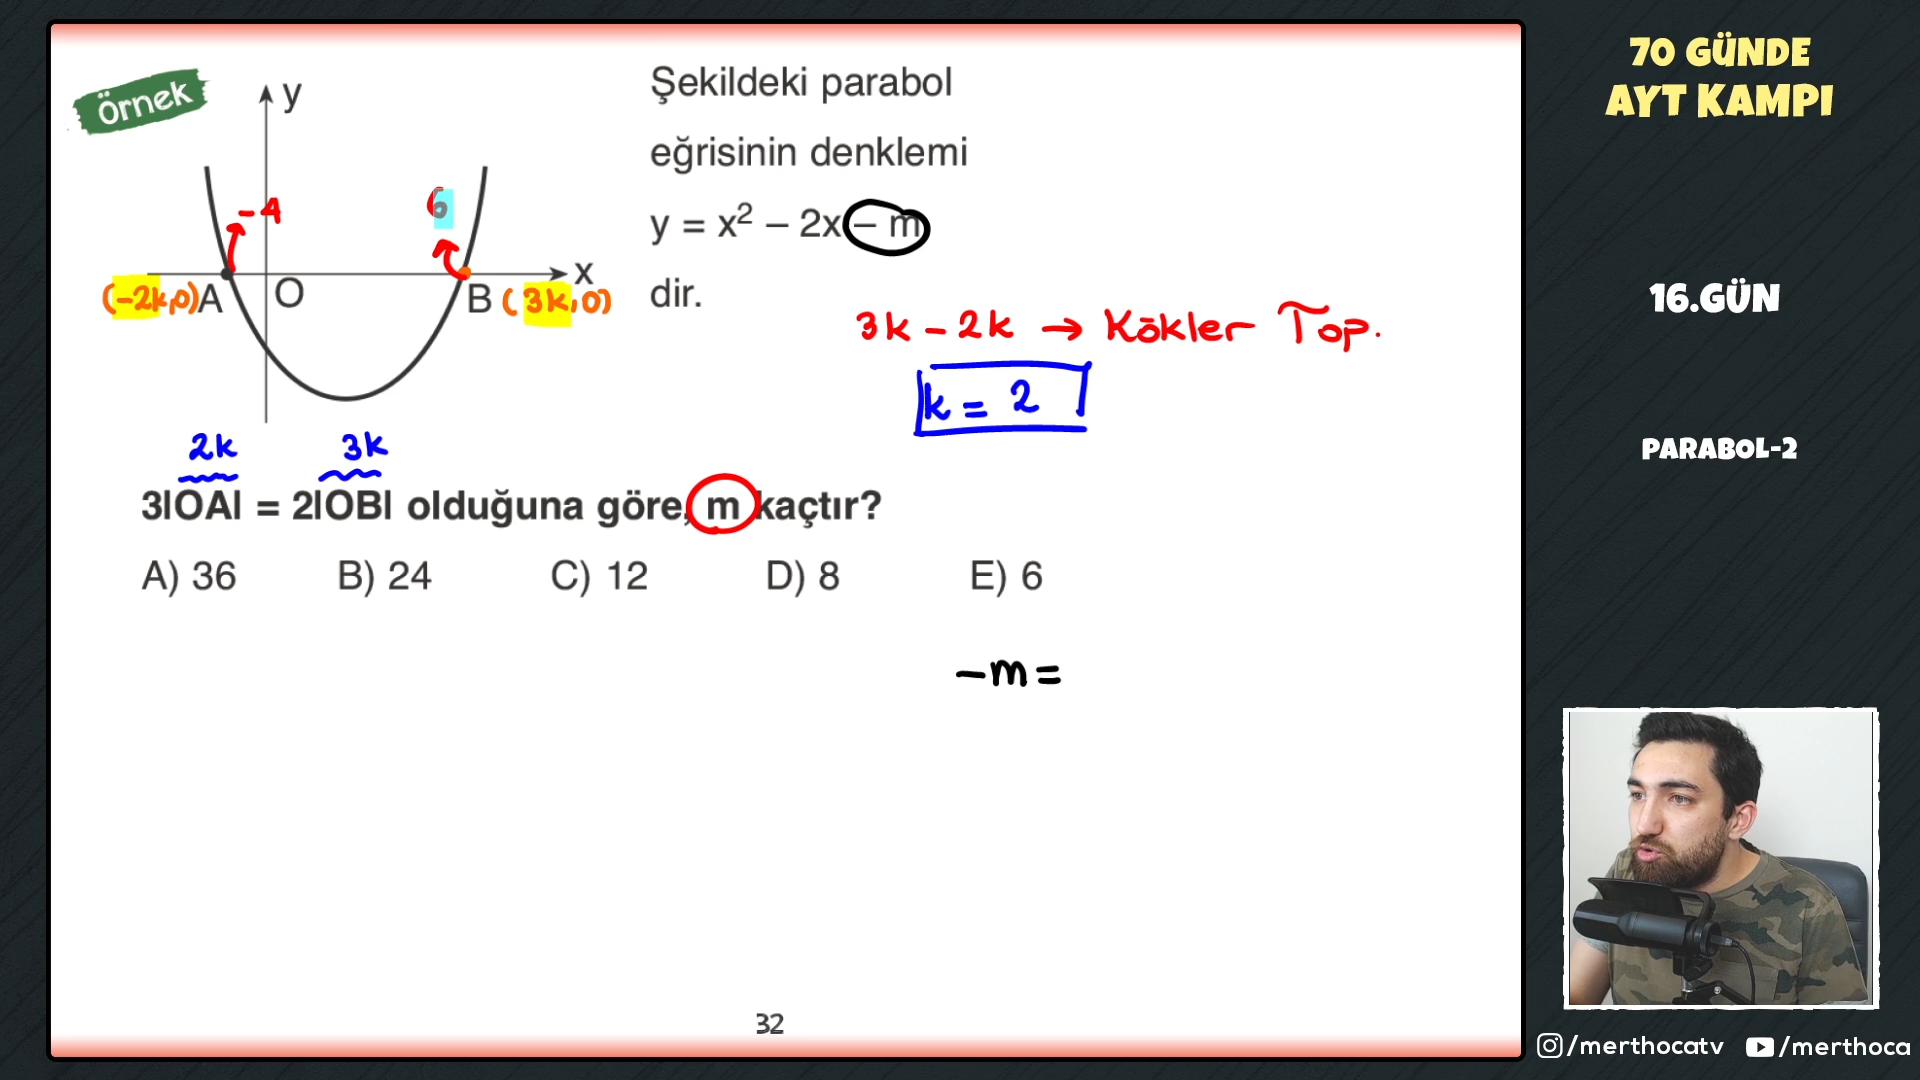 örnek
y
-4
6
x
(-2k,0) A O B (3k,0)
Şekildeki parabol
eğrisinin denklemi
y = x² – 2x – m
dir.
3k – 2k → Kökler Top.
k = 2
2k 3k
3|OA| = 2|OB| olduğuna göre, m kaçtır?
A) 36 B) 24 C) 12 D) 8 E) 6
–m =
32
70 GÜNDE
AYT KAMPI
16.GÜN
PARABOL-2
/merthocatv /merthoca